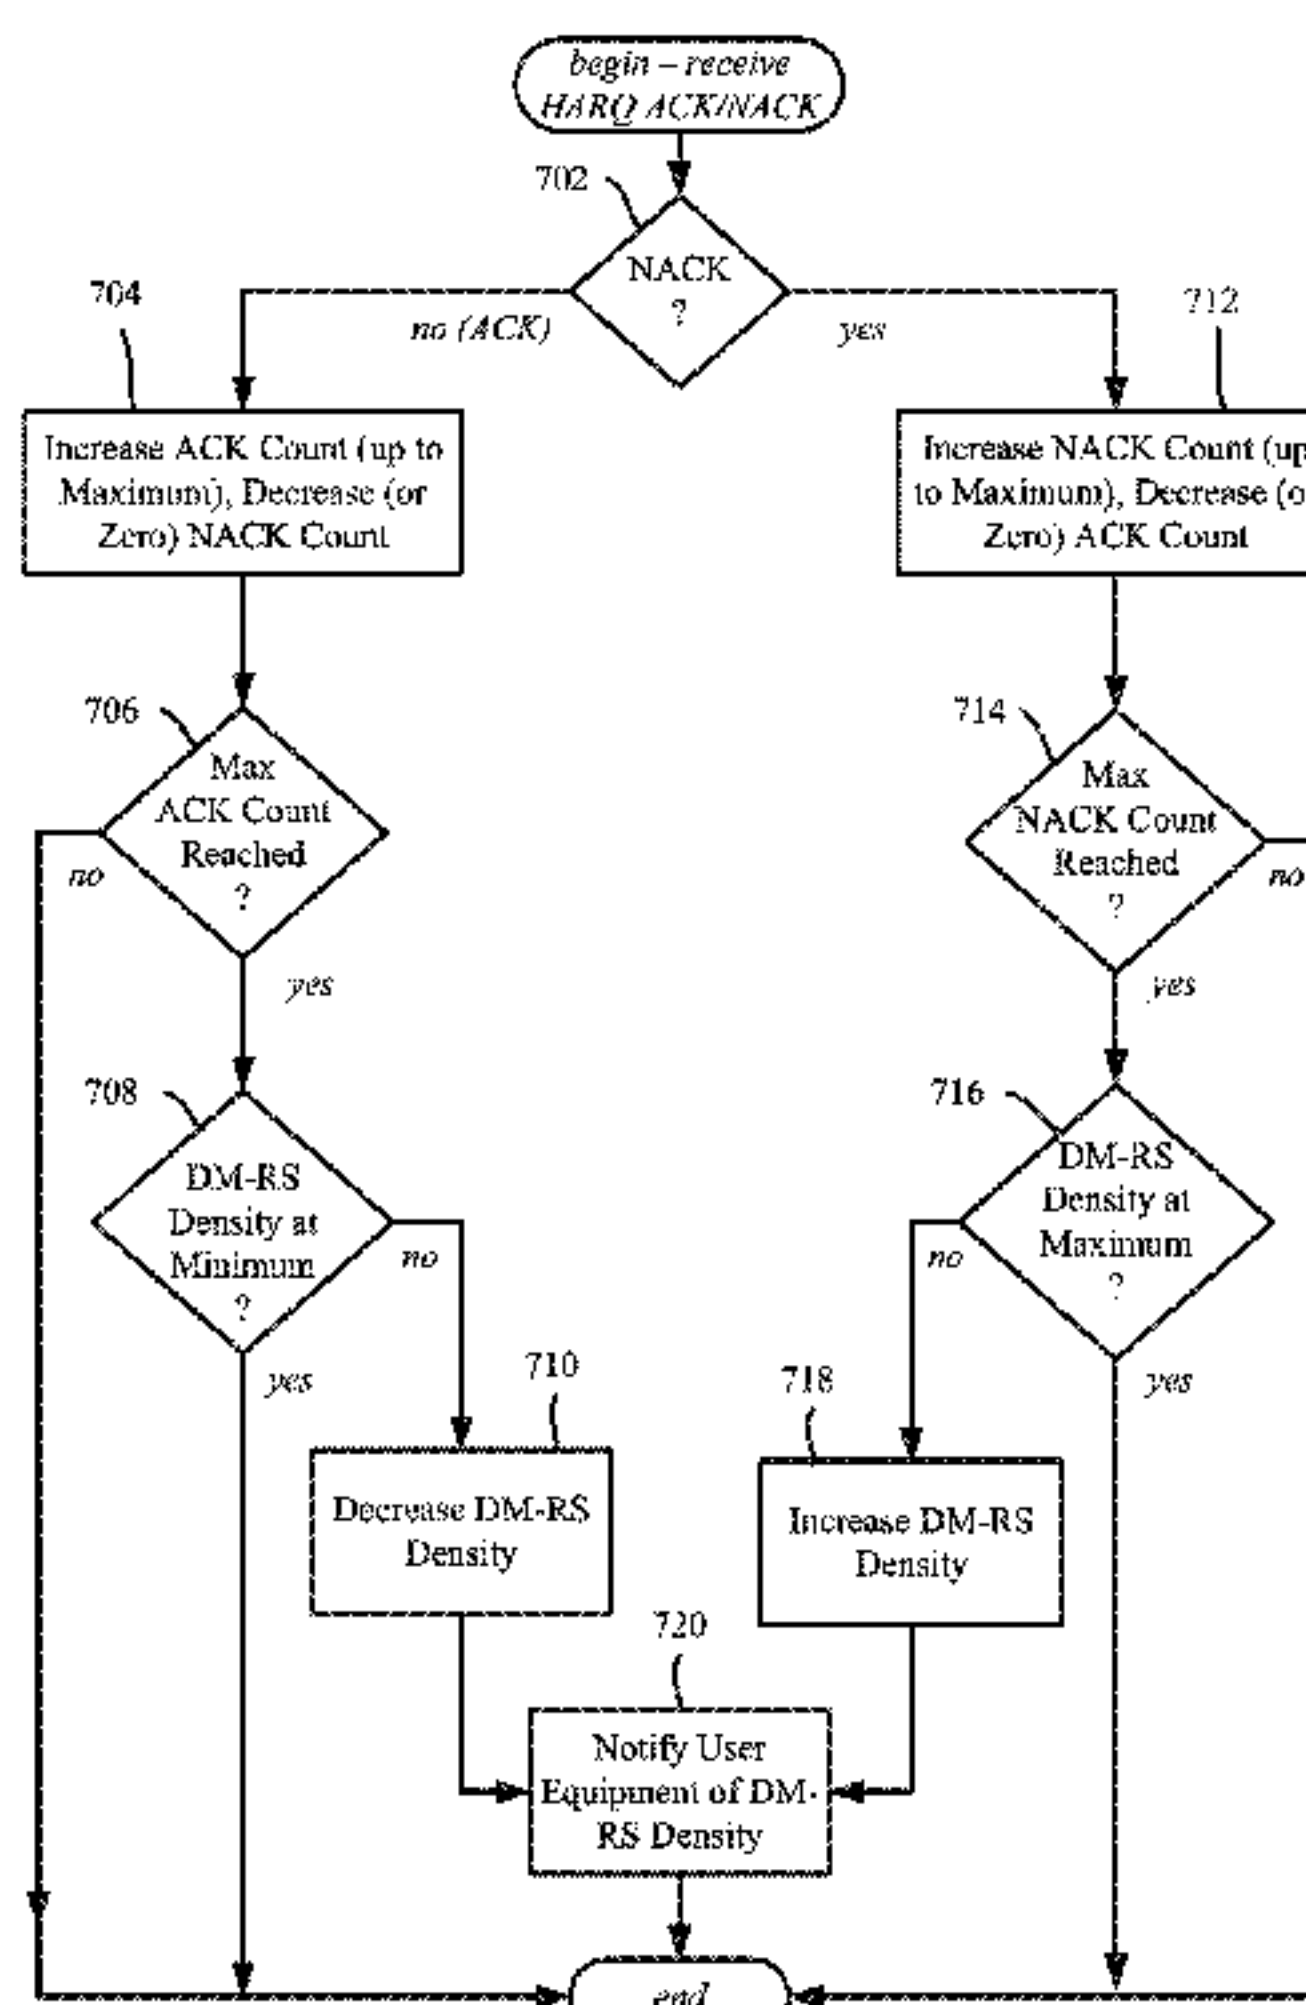 begin – receive
HARQ ACK/NACK
702
NACK
?
no (ACK)
yes
704
712
Increase ACK Count (up to
Maximum), Decrease (or
Zero) NACK Count
Increase NACK Count (up
to Maximum), Decrease (o
Zero) ACK Count
706
Max
ACK Count
Reached
?
no
yes
714
Max
NACK Count
Reached
?
no
yes
708
DM-RS
Density at
Minimum
?
no
yes
716
DM-RS
Density at
Maximum
?
no
yes
710
Decrease DM-RS
Density
718
Increase DM-RS
Density
720
Notify User
Equipment of DM-
RS Density
end